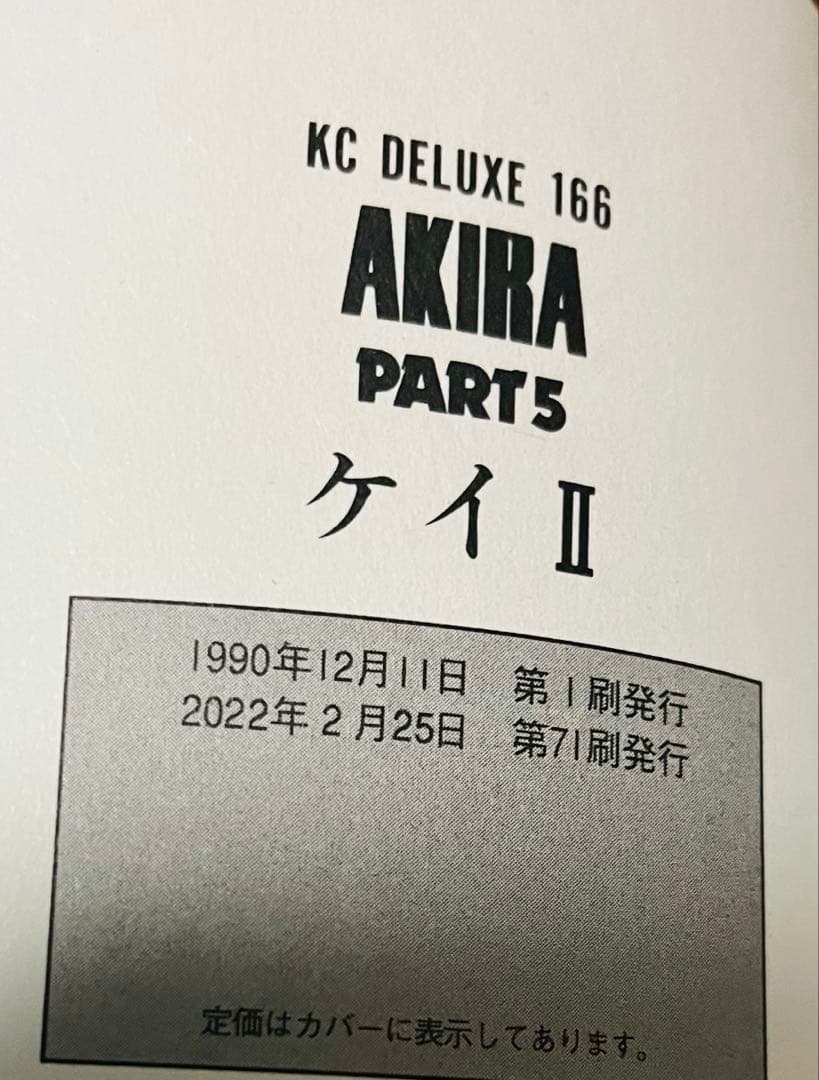 KC DELUXE 166
AKIRA
PART5
ケイⅡ
1990年12月11日 第1刷発行
2022年2月25日 第71刷発行
定価はカバーに表示してあります。